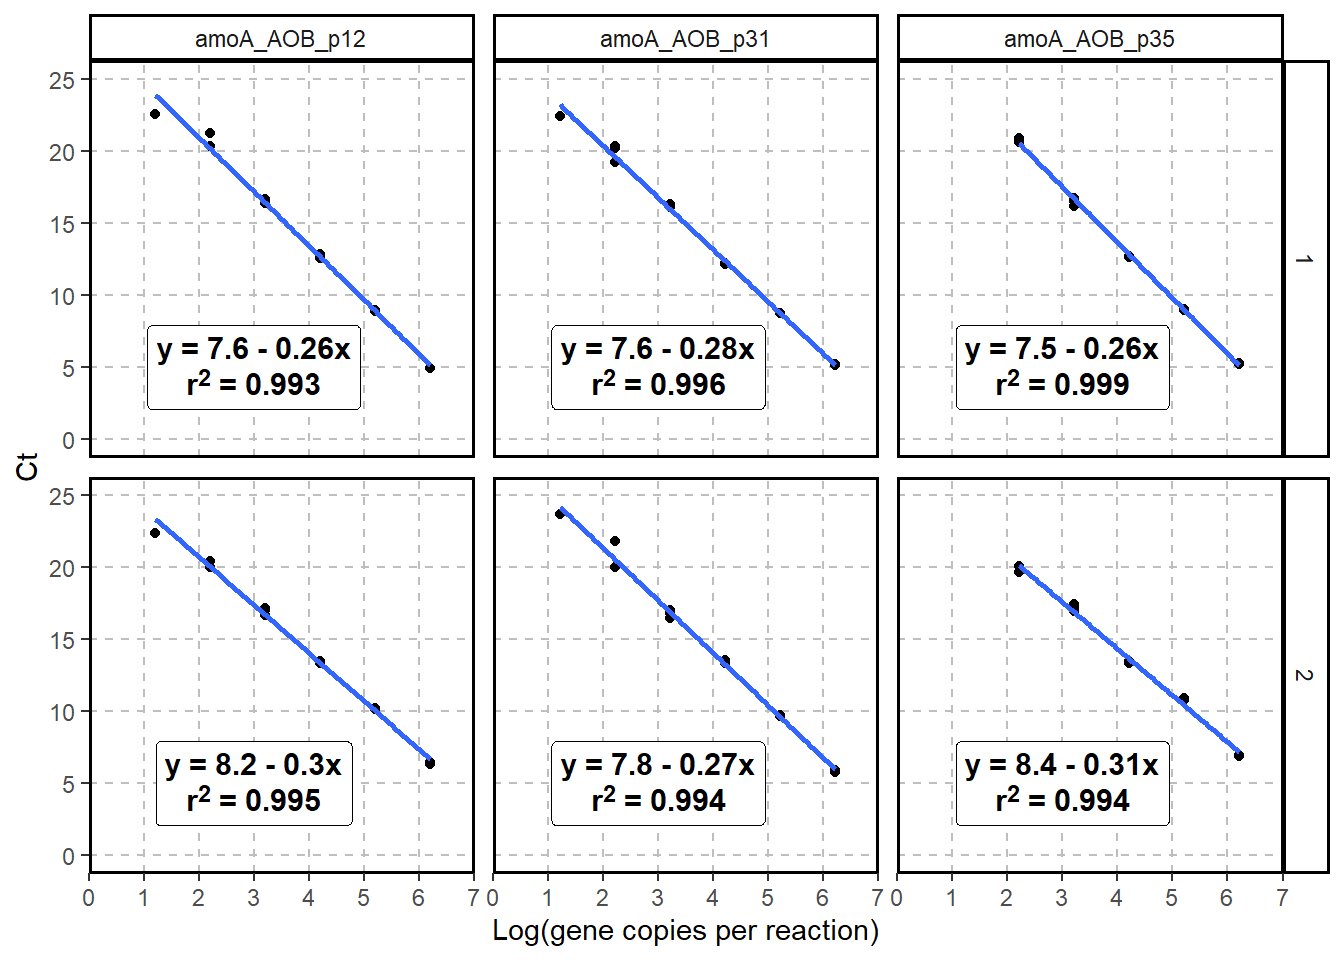 amoA_AOB_p12
amoA_AOB_p31
amoA_AOB_p35
25
20
15
10
5
0
y = 7.6 - 0.26x
r² = 0.993
y = 7.6 - 0.28x
r² = 0.996
y = 7.5 - 0.26x
r² = 0.999
1
Ct
25
20
15
10
5
0
y = 8.2 - 0.3x
r² = 0.995
y = 7.8 - 0.27x
r² = 0.994
y = 8.4 - 0.31x
r² = 0.994
2
0 1 2 3 4 5 6 7
0 1 2 3 4 5 6 7
0 1 2 3 4 5 6 7
Log(gene copies per reaction)